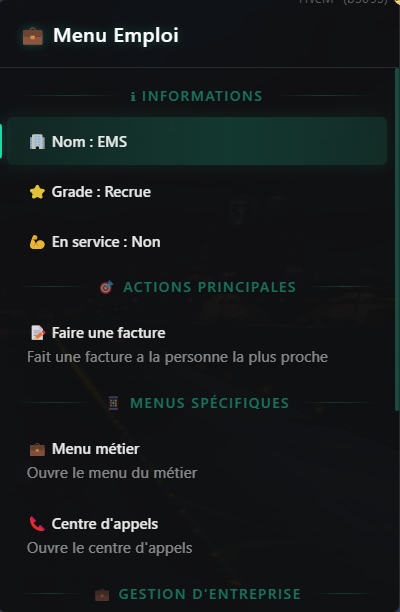 Menu Emploi
INFORMATIONS
Nom : EMS
Grade : Recrue
En service : Non
ACTIONS PRINCIPALES
Faire une facture
Fait une facture a la personne la plus proche
MENUS SPÉCIFIQUES
Menu métier
Ouvre le menu du métier
Centre d'appels
Ouvre le centre d'appels
GESTION D'ENTREPRISE